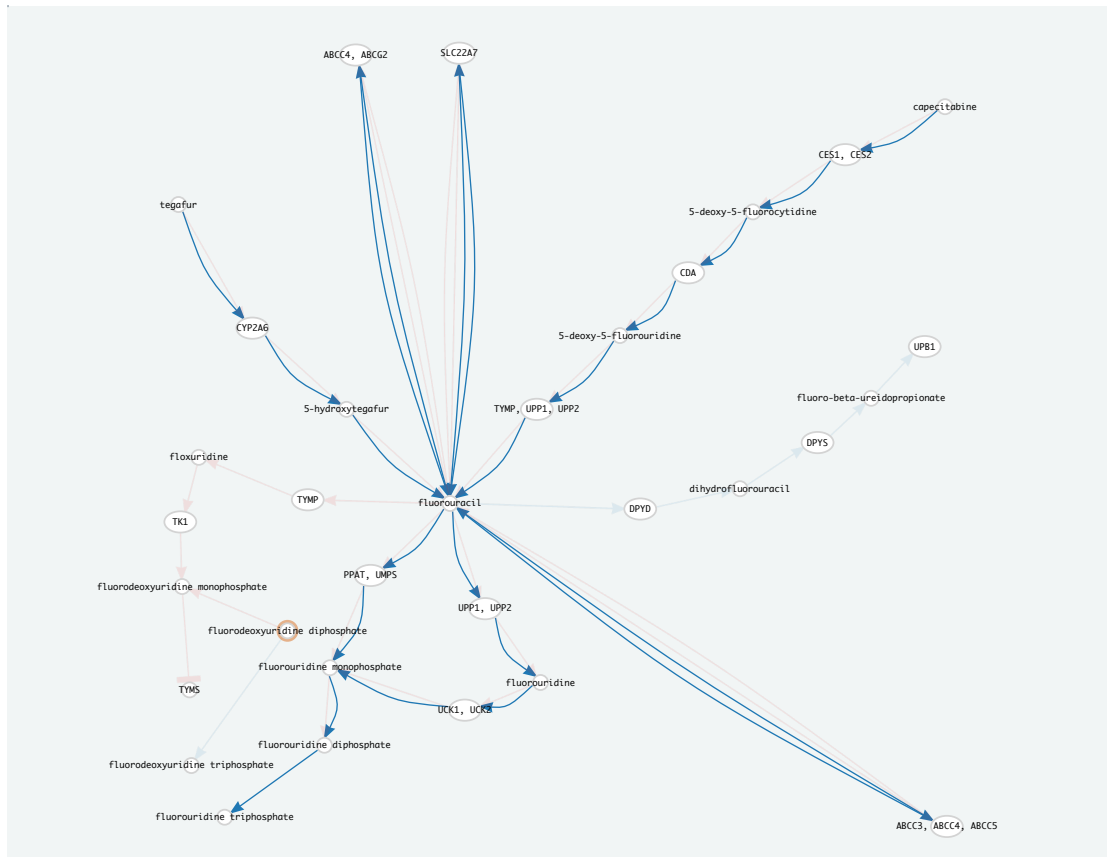 ABCC4, ABCG2
SLC22A7
capecitabine
CES1, CES2
tegafur
5-deoxy-5-fluorocytidine
CDA
CYP2A6
5-deoxy-5-fluorouridine
UPB1
fluoro-beta-ureidopropionate
5-hydroxytegafur
TYMP, UPP1, UPP2
DPYS
floxuridine
dihydrofluorouracil
TYMP
fluorouracil
DPYD
TK1
PPAT, UMPS
fluorodeoxyuridine monophosphate
UPP1, UPP2
fluorodeoxyuridine diphosphate
fluorouridine monophosphate
fluorouridine
TYMS
UCK1, UCK2
fluorouridine diphosphate
fluorodeoxyuridine triphosphate
fluorouridine triphosphate
ABCC3, ABCC4, ABCC5